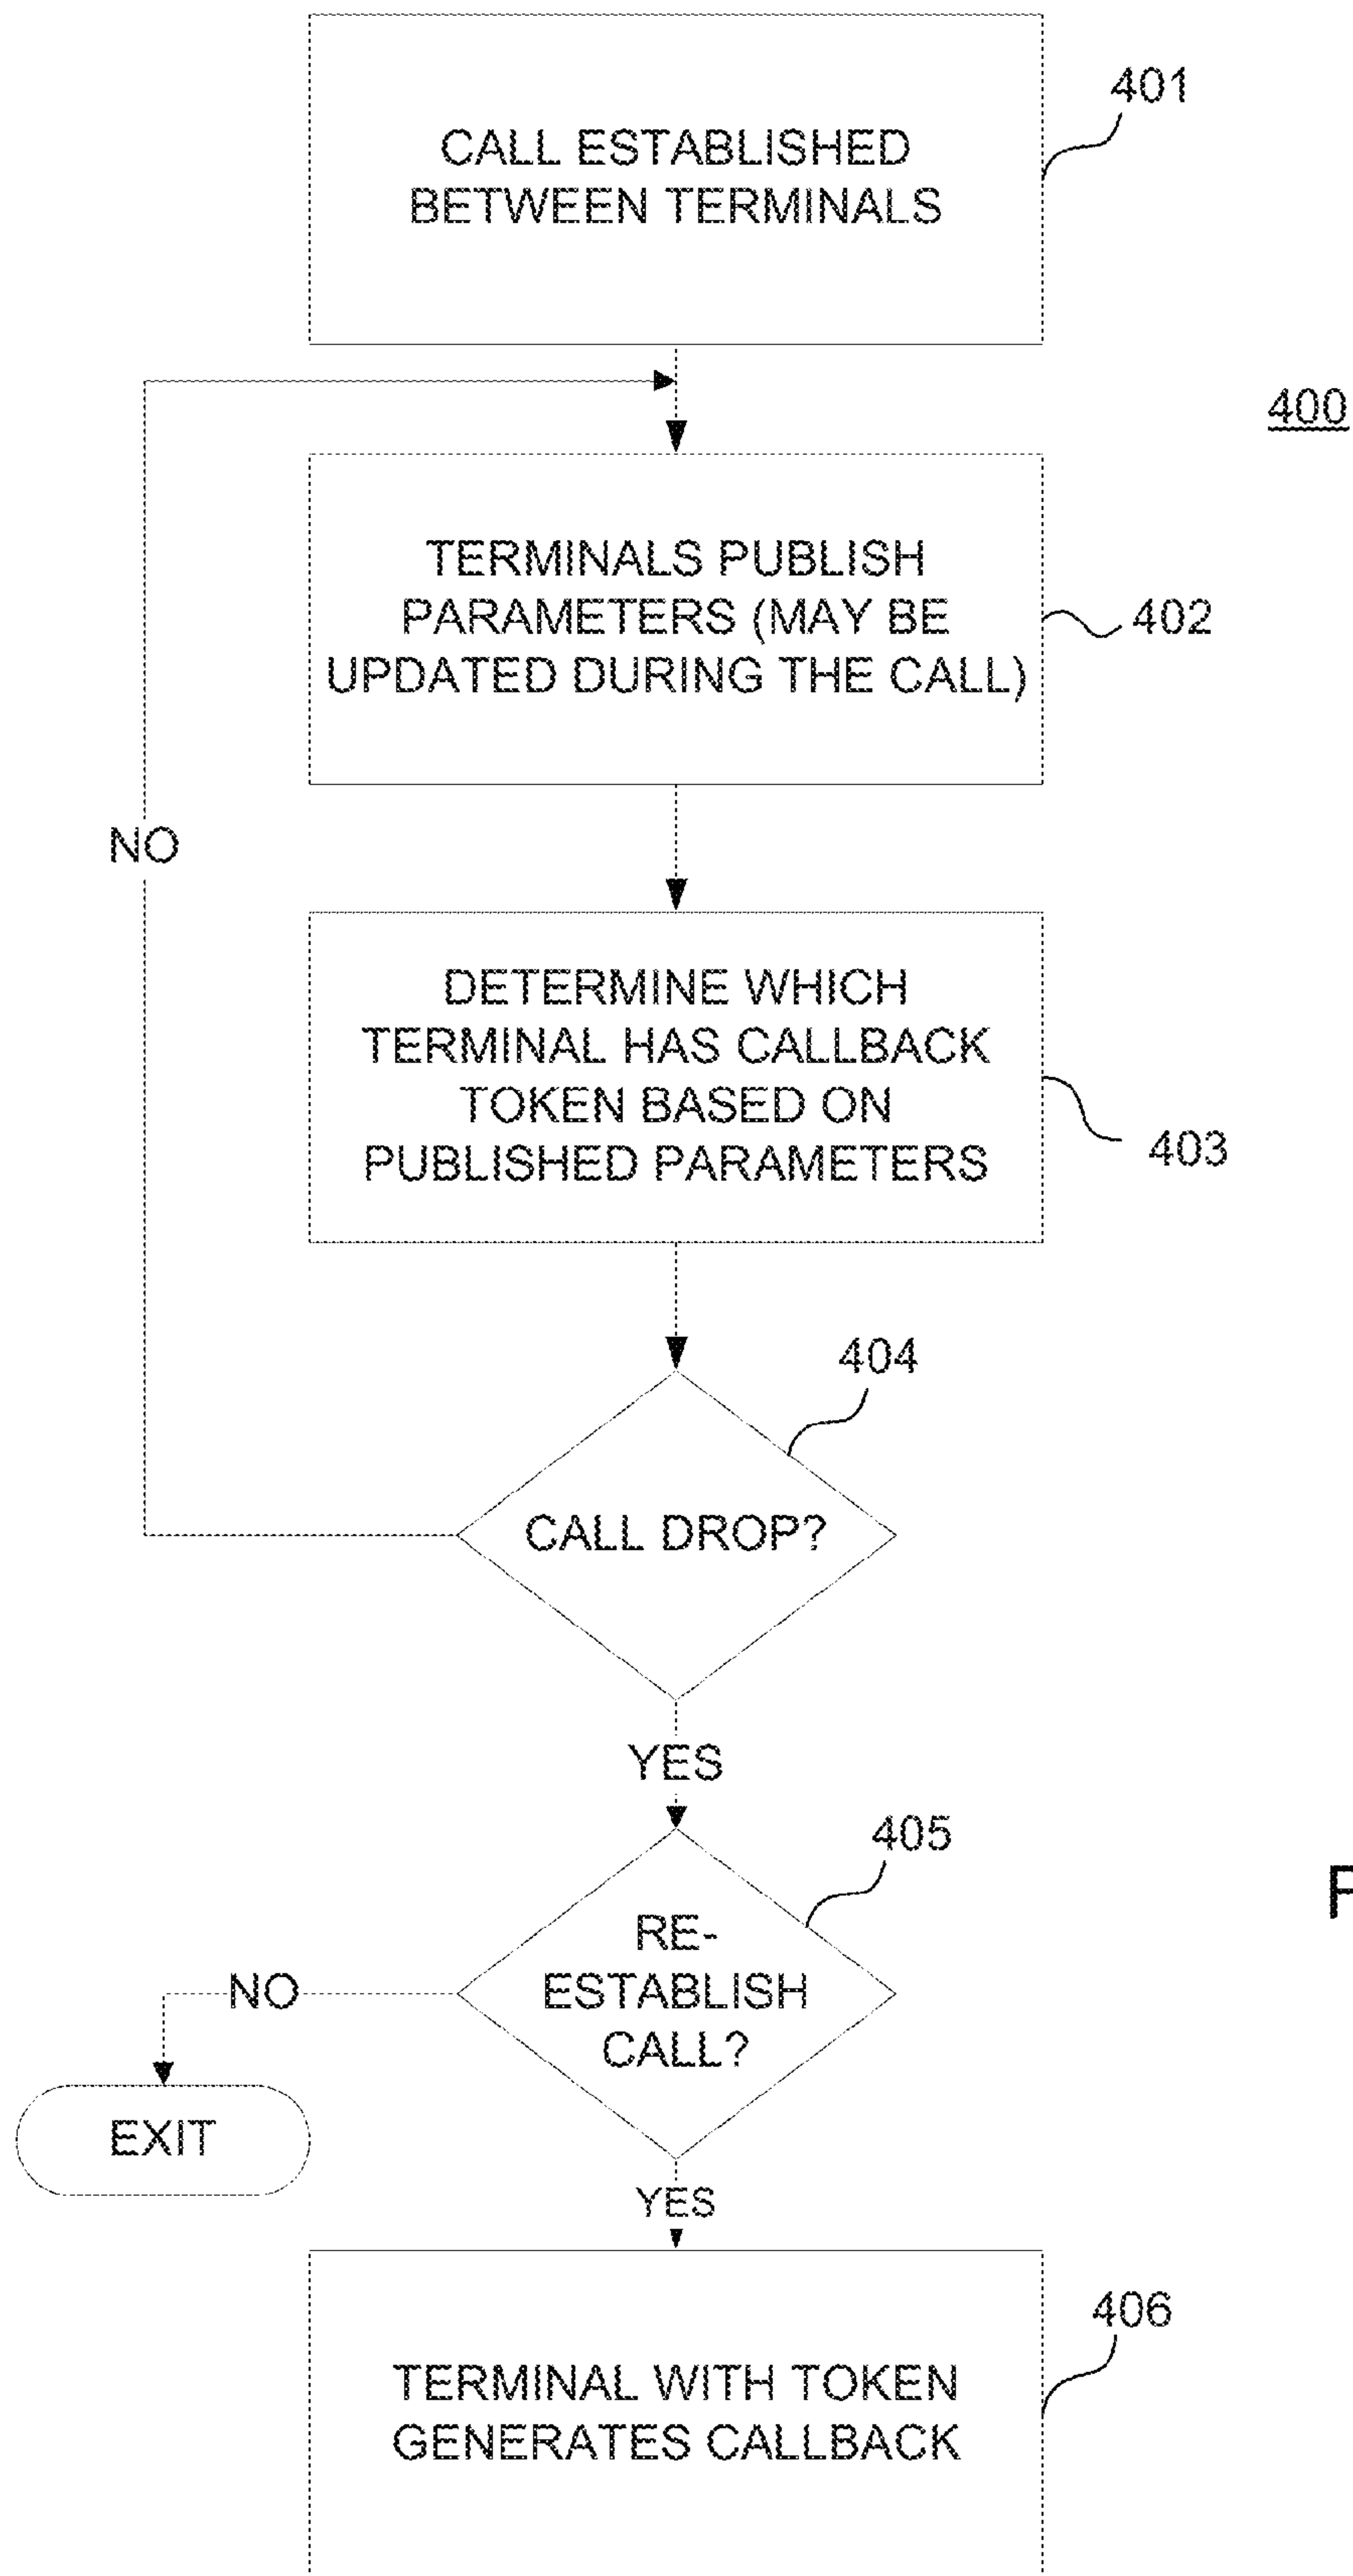 CALL ESTABLISHED
BETWEEN TERMINALS
401
400
TERMINALS PUBLISH
PARAMETERS (MAY BE
UPDATED DURING THE CALL)
402
NO
DETERMINE WHICH
TERMINAL HAS CALLBACK
TOKEN BASED ON
PUBLISHED PARAMETERS
403
404
CALL DROP?
YES
405
RE-
ESTABLISH
CALL?
NO
EXIT
YES
406
TERMINAL WITH TOKEN
GENERATES CALLBACK